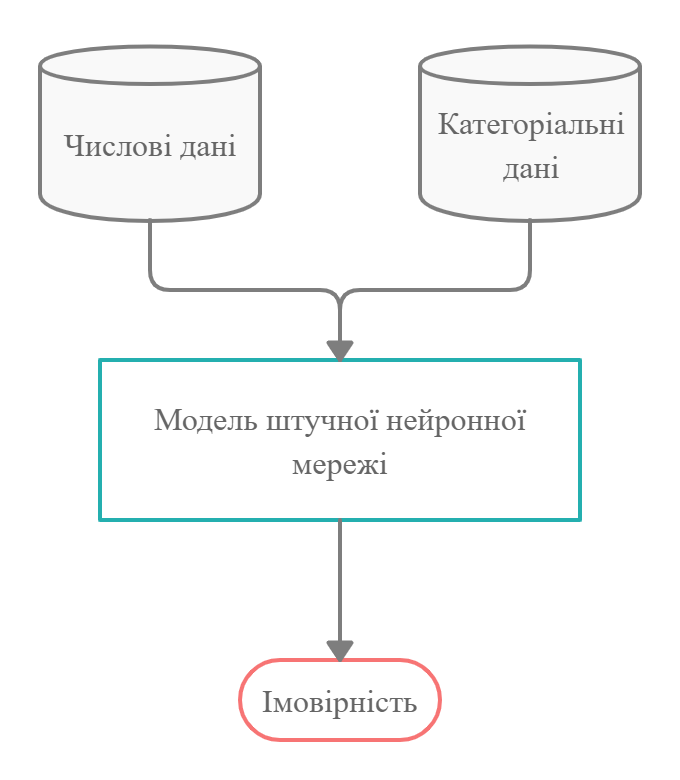 Числові дані
Категоріальні
дані
Модель штучної нейронної
мережі
Імовірність